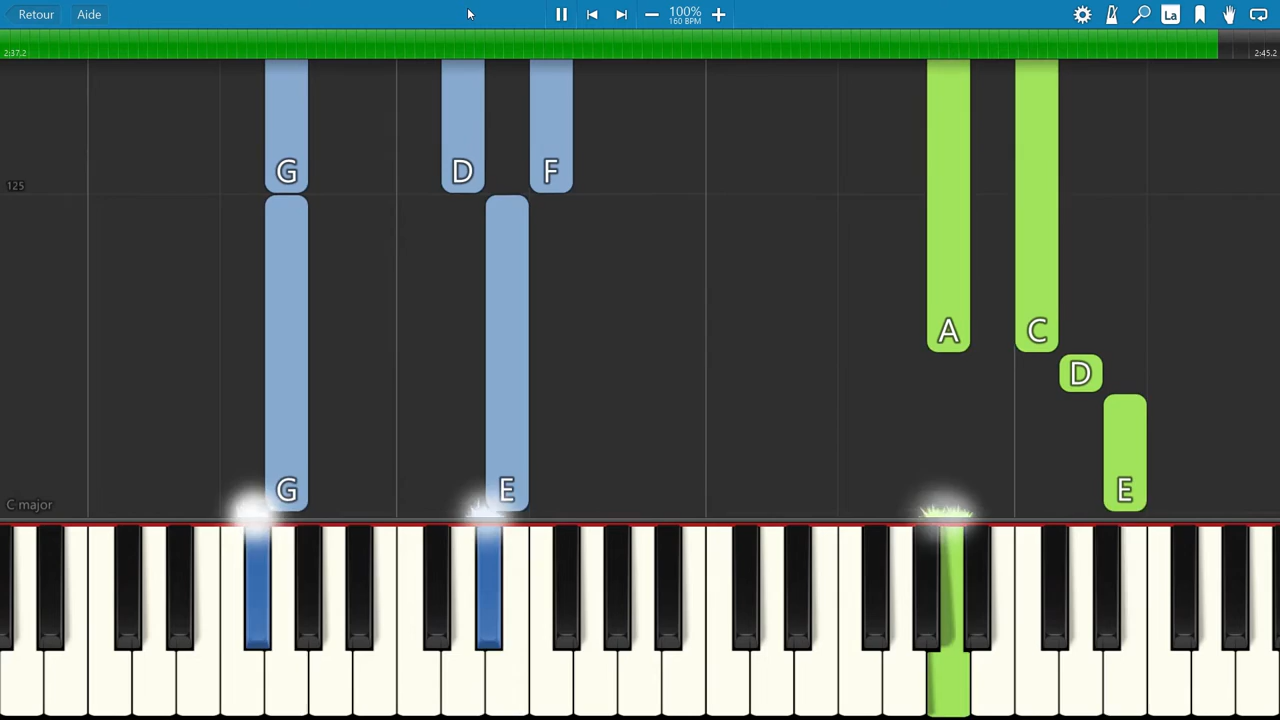 Retour Aide 100% La
160 BPM
2:37.2 2:45.2
G D F
125
A C
D
G E E
C major